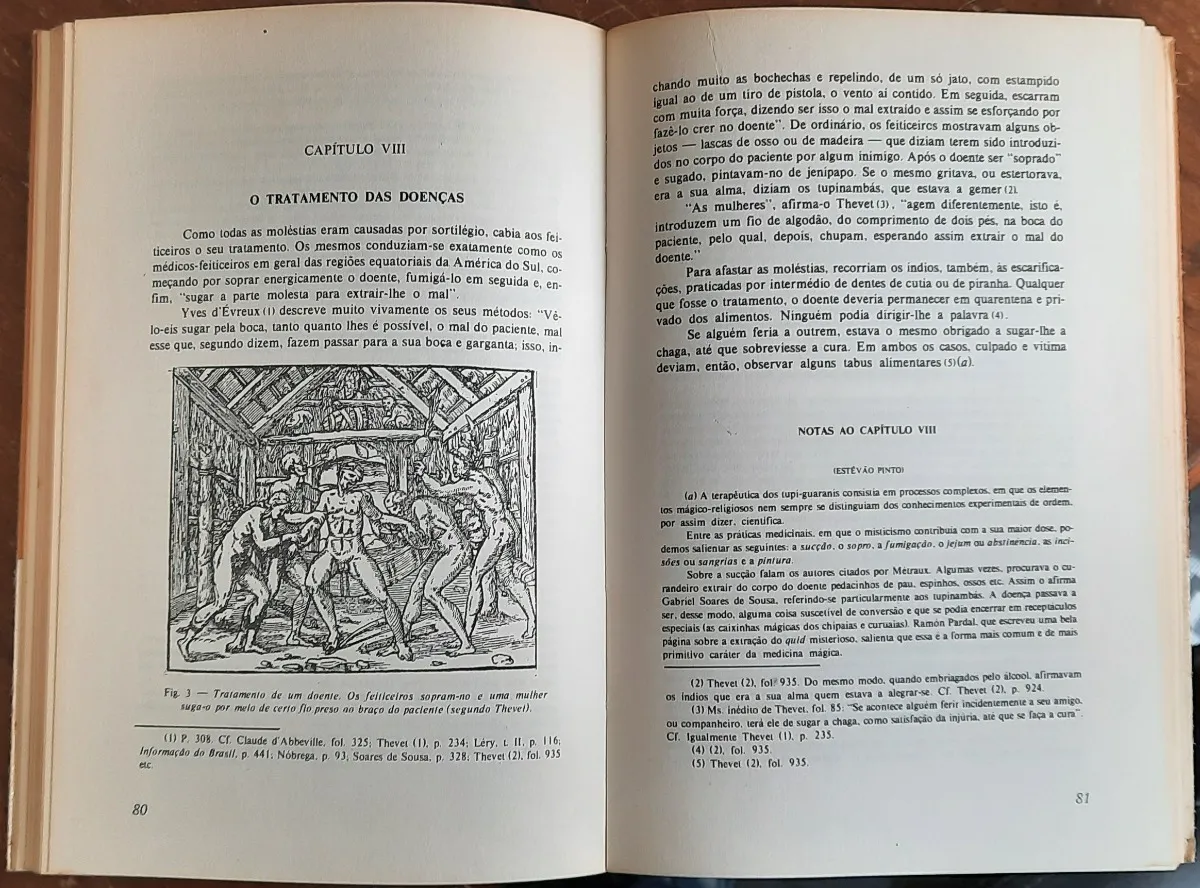 CAPÍTULO VIII
O TRATAMENTO DAS DOENÇAS
Como todas as moléstias eram causadas por sortilégio, cabia aos fei-
ticeiros o seu tratamento. Os mesmos conduziam-se exatamente como os
médicos-feiticeiros em geral das regiões equatoriais da América do Sul, co-
meçando por soprar energicamente o doente, fumigá-lo em seguida e, en-
fim, "sugar a parte molesta para extrair-lhe o mal".
Yves d'Évreux (1) descreve muito vivamente os seus métodos: "Vê-
lo-eis sugar pela boca, tanto quanto lhes é possível, o mal do paciente, mal
esse que, segundo dizem, fazem passar para a sua boca e garganta; isso, in-
Fig. 3 — Tratamento de um doente. Os feiticeiros sopram-no e uma mulher
suga-o por meio de certo fio preso ao braço do paciente (segundo Thevet).
(1) P. 308. Cf. Claude d'Abbeville, fol. 325; Thevet (1), p. 234; Léry, t. II, p. 116;
Informação do Brasil, p. 441; Nóbrega, p. 93; Soares de Sousa, p. 328; Thevet (2), fol. 935
etc.
80
chando muito as bochechas e repelindo, de um só jato, com estampido
igual ao de um tiro de pistola, o vento aí contido. Em seguida, escarram
com muita força, dizendo ser isso o mal extraído e assim se esforçando por
fazê-lo crer no doente". De ordinário, os feiticeiros mostravam alguns ob-
jetos — lascas de osso ou de madeira — que diziam terem sido introduzi-
dos no corpo do paciente por algum inimigo. Após o doente ser "soprado"
e sugado, pintavam-no de jenipapo. Se o mesmo gritava, ou estertorava,
era a sua alma, diziam os tupinambás, que estava a gemer (2).
"As mulheres", afirma-o Thevet (3), "agem diferentemente, isto é,
introduzem um fio de algodão, do comprimento de dois pés, na boca do
paciente, pelo qual, depois, chupam, esperando assim extrair o mal do
doente."
Para afastar as moléstias, recorriam os índios, também, às escarifica-
ções, praticadas por intermédio de dentes de cutia ou de piranha. Qualquer
que fosse o tratamento, o doente deveria permanecer em quarentena e pri-
vado dos alimentos. Ninguém podia dirigir-lhe a palavra (4).
Se alguém feria a outrem, estava o mesmo obrigado a sugar-lhe a
chaga, até que sobreviesse a cura. Em ambos os casos, culpado e vítima
deviam, então, observar alguns tabus alimentares (5) (a).
NOTAS AO CAPÍTULO VIII
(ESTÊVÃO PINTO)
(a) A terapêutica dos tupi-guaranis consistia em processos complexos, em que os elemen-
tos mágico-religiosos nem sempre se distinguiam dos conhecimentos experimentais de ordem,
por assim dizer, científica.
Entre as práticas medicinais, em que o misticismo contribuía com a sua maior dose, po-
demos salientar as seguintes: a sucção, o sopro, a fumigação, o jejum ou abstinência, as inci-
sões ou sangrias e a pintura.
Sobre a sucção falam os autores citados por Métraux. Algumas vezes, procurava o cu-
randeiro extrair do corpo do doente pedacinhos de pau, espinhos, ossos etc. Assim o afirma
Gabriel Soares de Sousa, referindo-se particularmente aos tupinambás. A doença passava a
ser, desse modo, alguma coisa suscetível de conversão e que se podia encerrar em receptáculos
especiais (as caixinhas mágicas dos chipaias e curuaias). Ramón Pardal, que escreveu uma bela
página sobre a extração do quid misterioso, salienta que essa é a forma mais comum e de mais
primitivo caráter da medicina mágica.
(2) Thevet (2), fol. 935. Do mesmo modo, quando embriagados pelo álcool, afirmavam
os índios que era a sua alma quem estava a alegrar-se. Cf. Thevet (2), p. 924.
(3) Ms. inédito de Thevet, fol. 85: "Se acontece alguém ferir incidentemente a seu amigo,
ou companheiro, terá ele de sugar a chaga, como satisfação da injúria, até que se faça a cura".
Cf. Igualmente Thevet (1), p. 235.
(4) (2), fol. 935.
(5) Thevet (2), fol. 935.
81